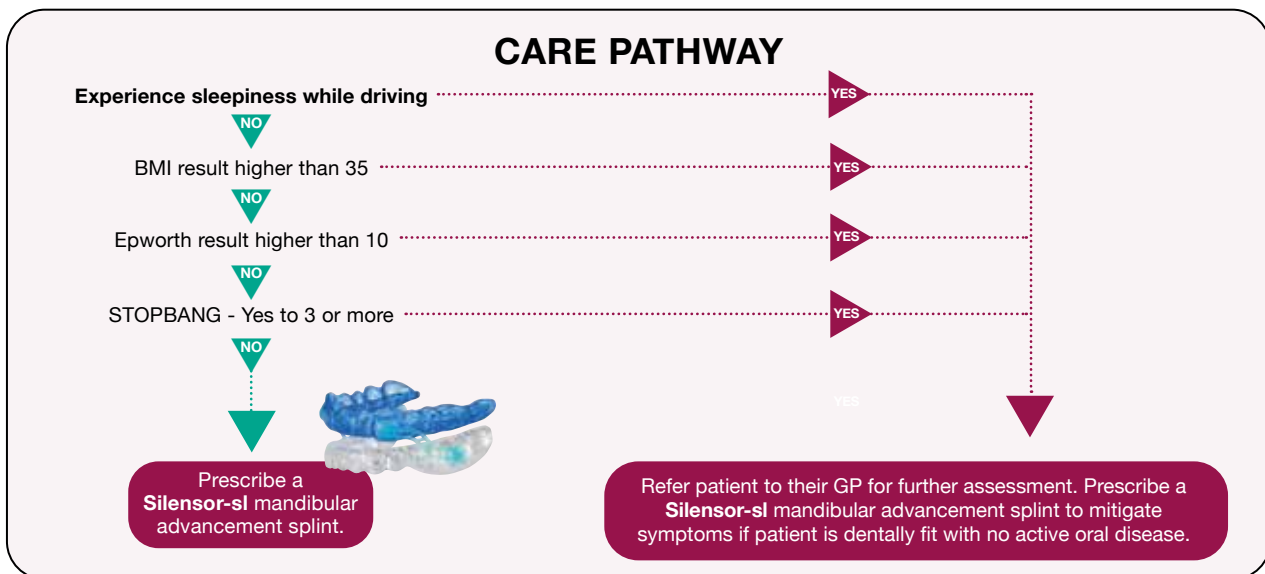 CARE PATHWAY
Experience sleepiness while driving
YES
NO
BMI result higher than 35
YES
NO
Epworth result higher than 10
YES
NO
STOPBANG - Yes to 3 or more
YES
NO
YES
Prescribe a
Silensor-sl mandibular
advancement splint.
Refer patient to their GP for further assessment. Prescribe a
Silensor-sl mandibular advancement splint to mitigate
symptoms if patient is dentally fit with no active oral disease.